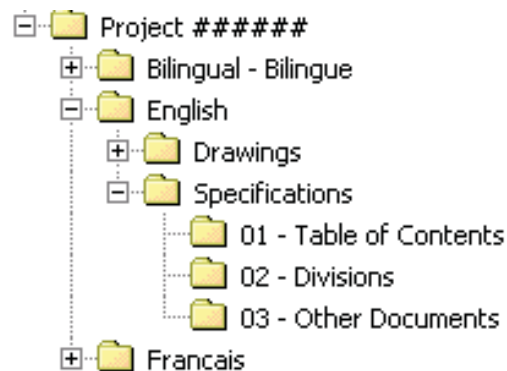 Project ######
Bilingual - Bilingue
English
Drawings
Specifications
01 - Table of Contents
02 - Divisions
03 - Other Documents
Francais